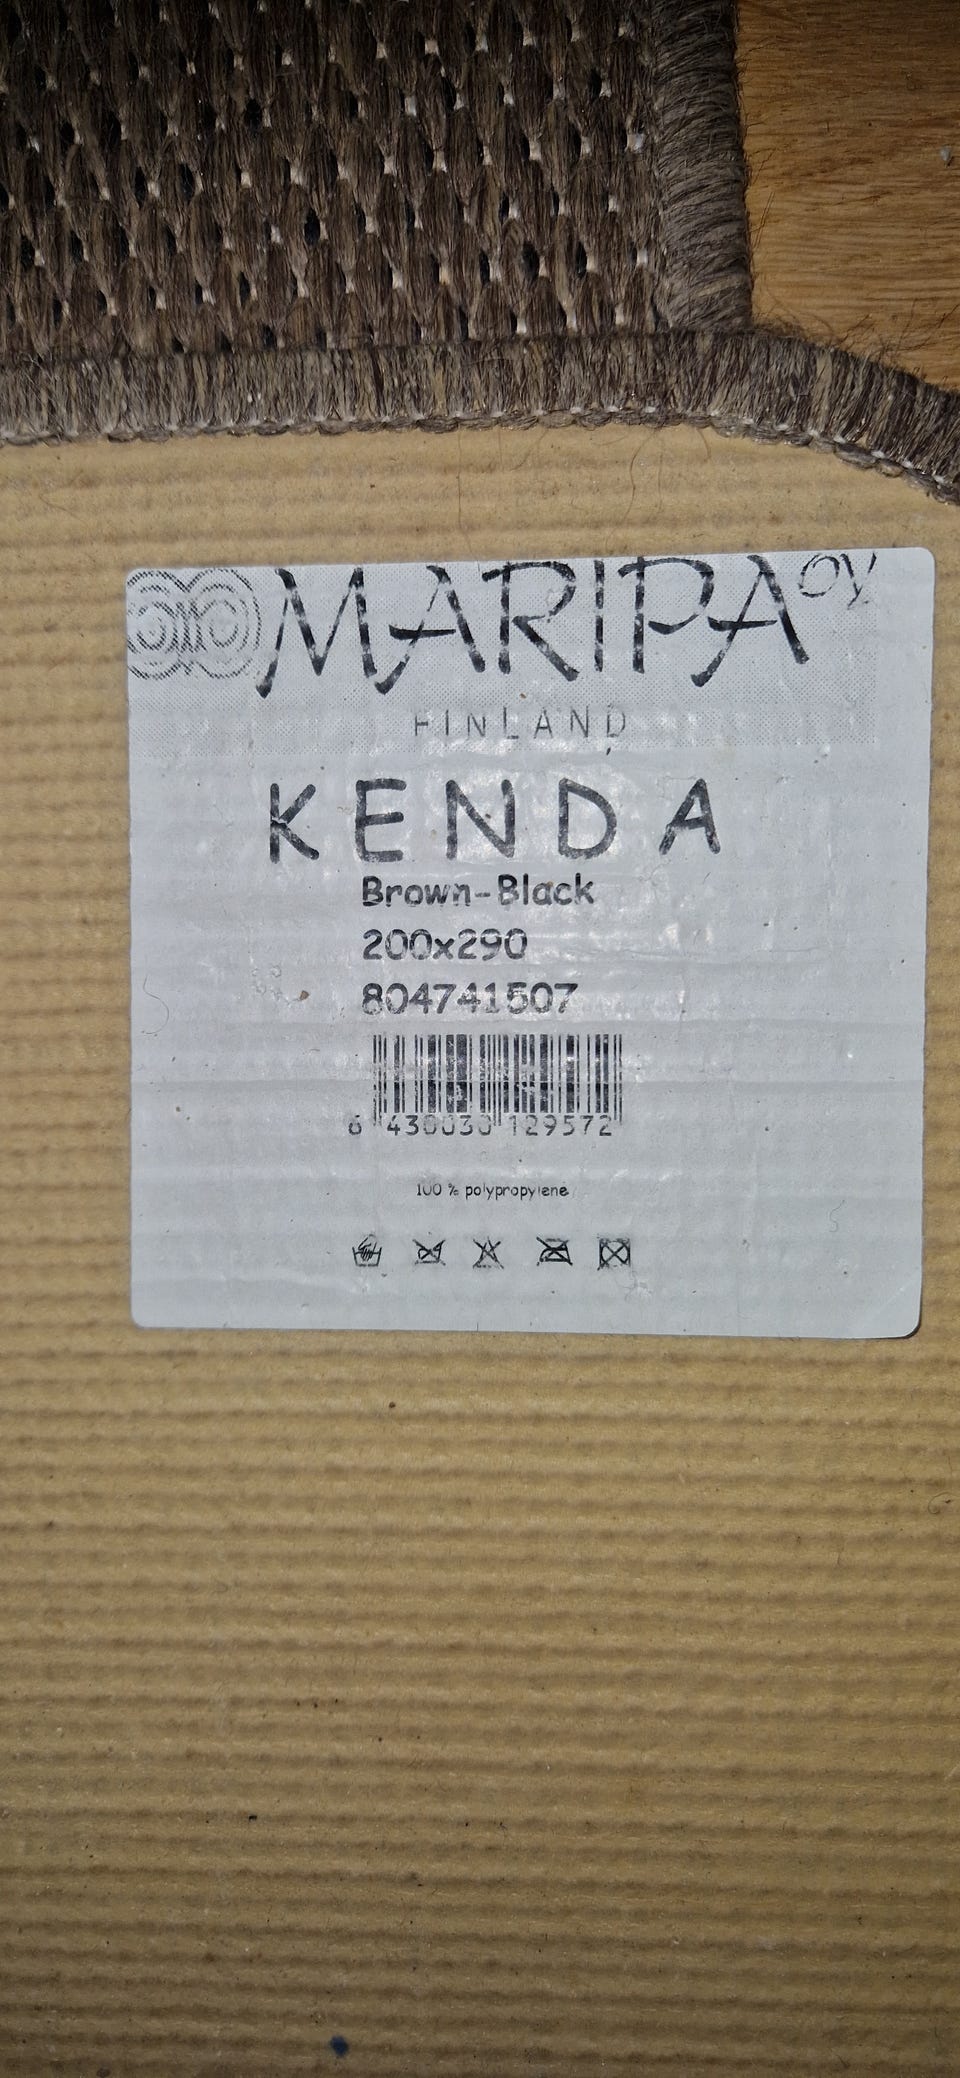 MARIPA OY
FINLAND
KENDA
Brown-Black
200x290
804741507
6 430030 129572
100 % polypropylene